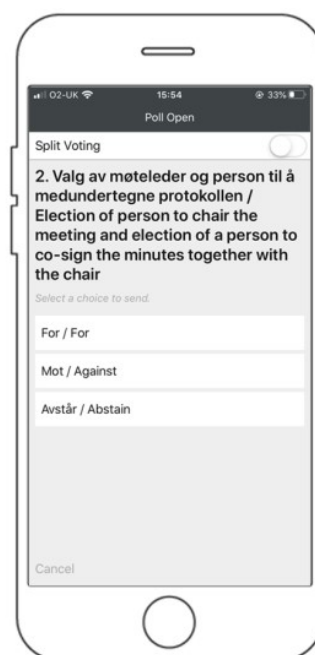 O2-UK 15:54 33%
Poll Open
Split Voting
2. Valg av møteleder og person til å
medundertegne protokollen /
Election of person to chair the
meeting and election of a person to
co-sign the minutes together with
the chair
Select a choice to send.
For / For
Mot / Against
Avstår / Abstain
Cancel